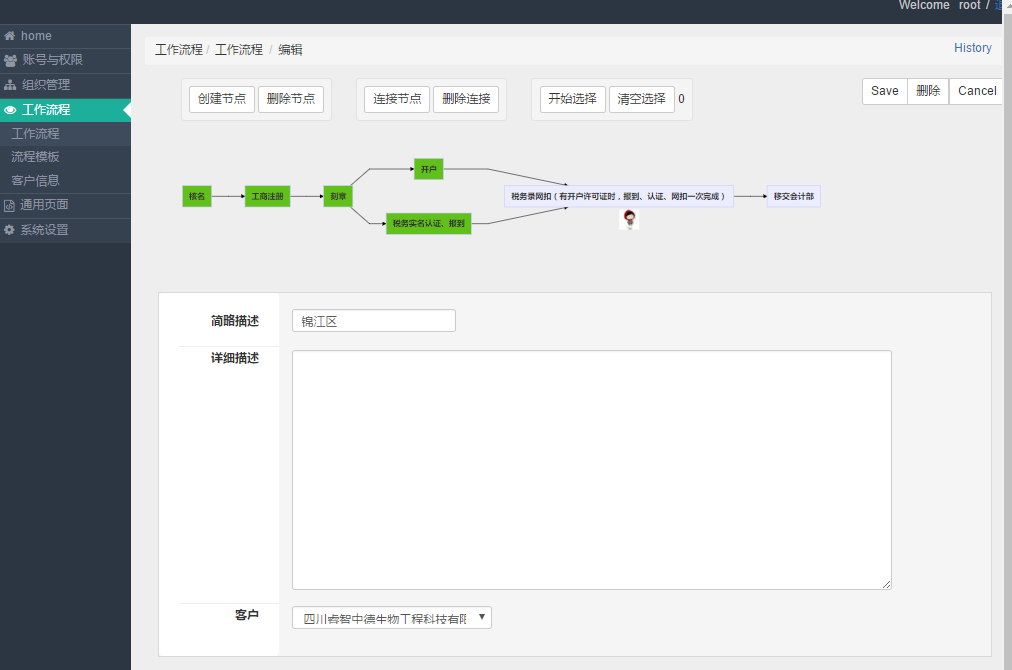 Welcome root /
home
账号与权限
组织管理
工作流程
工作流程
流程模板
客户信息
通用页面
系统设置
工作流程 / 工作流程 / 编辑
History
创建节点 删除节点 连接节点 删除连接 开始选择 清空选择 0
Save 删除 Cancel
核名
工商注册
刻章
开户
税务实名认证、报到
税务录网扣（有开户许可证时，报到、认证、网扣一次完成）
移交会计部
简略描述 锦江区
详细描述
客户 四川睿智中德生物工程科技有限